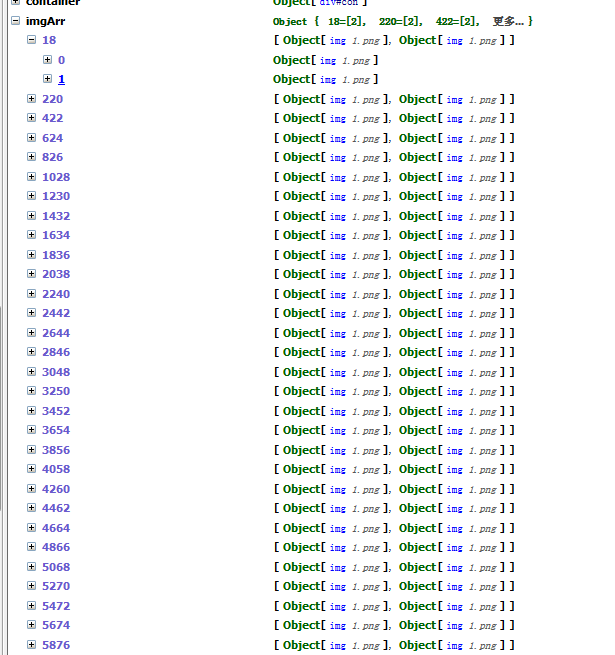 container Object[ div#con ]
imgArr Object { 18=[2], 220=[2], 422=[2], 更多... }
18 [ Object[ img 1.png ], Object[ img 1.png ] ]
0 Object[ img 1.png ]
1 Object[ img 1.png ]
220 [ Object[ img 1.png ], Object[ img 1.png ] ]
422 [ Object[ img 1.png ], Object[ img 1.png ] ]
624 [ Object[ img 1.png ], Object[ img 1.png ] ]
826 [ Object[ img 1.png ], Object[ img 1.png ] ]
1028 [ Object[ img 1.png ], Object[ img 1.png ] ]
1230 [ Object[ img 1.png ], Object[ img 1.png ] ]
1432 [ Object[ img 1.png ], Object[ img 1.png ] ]
1634 [ Object[ img 1.png ], Object[ img 1.png ] ]
1836 [ Object[ img 1.png ], Object[ img 1.png ] ]
2038 [ Object[ img 1.png ], Object[ img 1.png ] ]
2240 [ Object[ img 1.png ], Object[ img 1.png ] ]
2442 [ Object[ img 1.png ], Object[ img 1.png ] ]
2644 [ Object[ img 1.png ], Object[ img 1.png ] ]
2846 [ Object[ img 1.png ], Object[ img 1.png ] ]
3048 [ Object[ img 1.png ], Object[ img 1.png ] ]
3250 [ Object[ img 1.png ], Object[ img 1.png ] ]
3452 [ Object[ img 1.png ], Object[ img 1.png ] ]
3654 [ Object[ img 1.png ], Object[ img 1.png ] ]
3856 [ Object[ img 1.png ], Object[ img 1.png ] ]
4058 [ Object[ img 1.png ], Object[ img 1.png ] ]
4260 [ Object[ img 1.png ], Object[ img 1.png ] ]
4462 [ Object[ img 1.png ], Object[ img 1.png ] ]
4664 [ Object[ img 1.png ], Object[ img 1.png ] ]
4866 [ Object[ img 1.png ], Object[ img 1.png ] ]
5068 [ Object[ img 1.png ], Object[ img 1.png ] ]
5270 [ Object[ img 1.png ], Object[ img 1.png ] ]
5472 [ Object[ img 1.png ], Object[ img 1.png ] ]
5674 [ Object[ img 1.png ], Object[ img 1.png ] ]
5876 [ Object[ img 1.png ], Object[ img 1.png ] ]